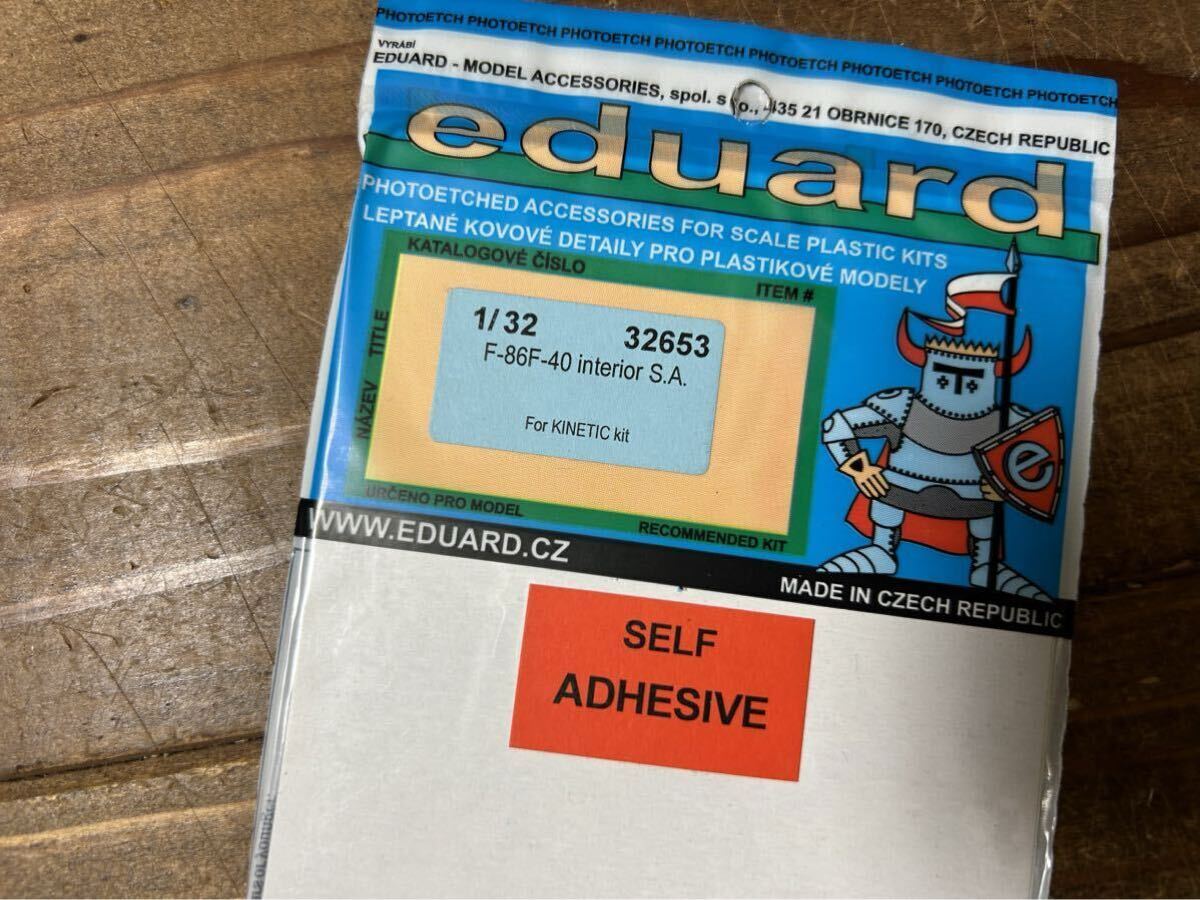 PHOTOETCH PHOTOETCH PHOTOETCH PHOTOETCH PHOTOETCH PHOTOETCH PHOTOETCH PHOTOETCH
VYRÁBÍ
EDUARD - MODEL ACCESSORIES, spol. s o., 435 21 OBRNICE 170, CZECH REPUBLIC
eduard
PHOTOETCHED ACCESSORIES FOR SCALE PLASTIC KITS
LEPTANÉ KOVOVÉ DETAILY PRO PLASTIKOVÉ MODELY
KATALOGOVÉ ČÍSLO
ITEM #
NÁZEV TITLE
1/32 32653
F-86F-40 interior S.A.
For KINETIC kit
URČENO PRO MODEL
RECOMMENDED KIT
e
WWW.EDUARD.CZ
MADE IN CZECH REPUBLIC
SELF
ADHESIVE